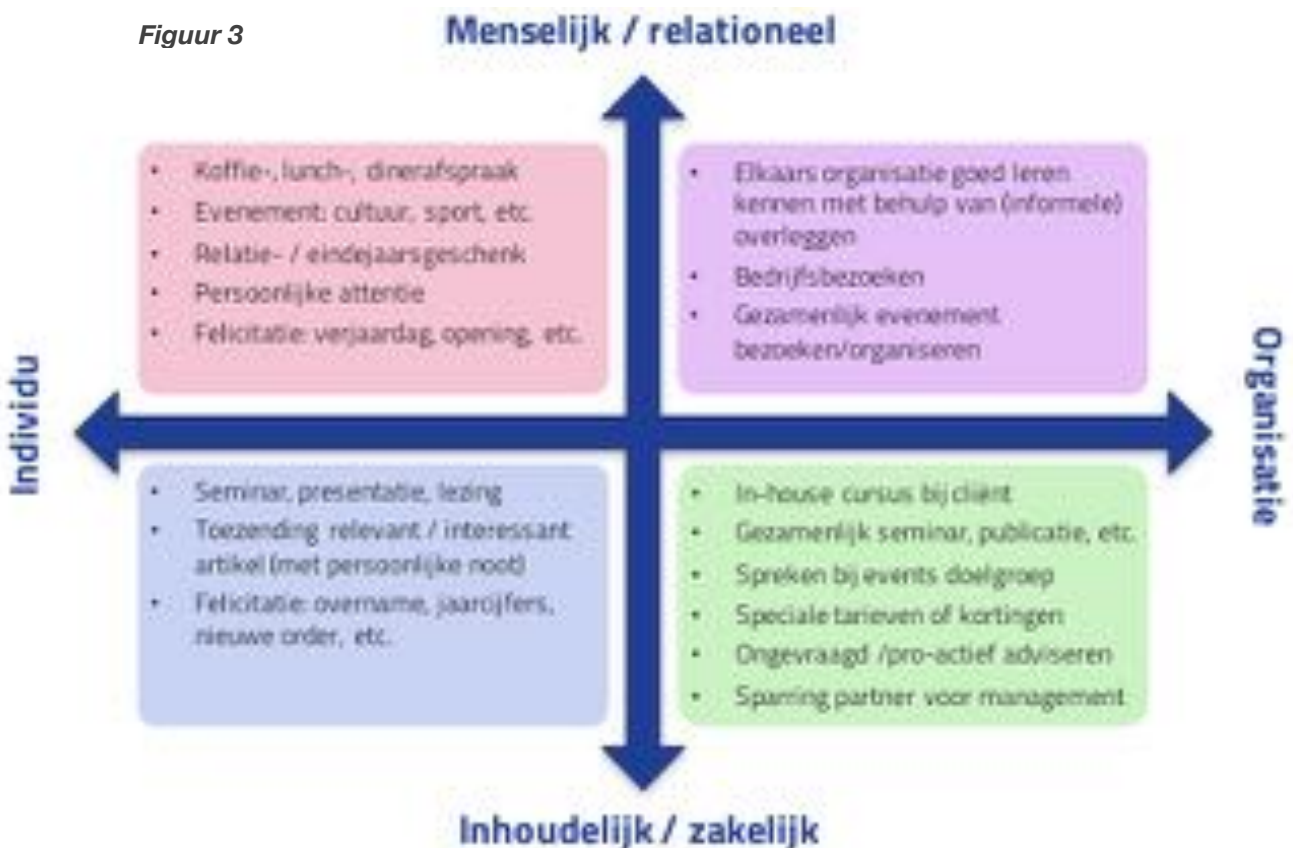 Figuur 3
Menselijk / relationeel
• Koffie-, lunch-, dinerafspraak
• Evenement: cultuur, sport, etc.
• Relatie- / eindejaarsgeschenk
• Persoonlijke attentie
• Felicitatie: verjaardag, opening, etc.
• Elkaars organisatie goed leren
kennen met behulp van (informele)
overleggen
• Bedrijfsbezoeken
• Gezamenlijk evenement
bezoeken/organiseren
Individu
Organisatie
• Seminar, presentatie, lezing
• Toezending relevant / interessant
artikel (met persoonlijke noot)
• Felicitatie: overname, jaarcijfers,
nieuwe order, etc.
• In-house cursus bij cliënt
• Gezamenlijk seminar, publicatie, etc.
• Spreken bij events doelgroep
• Speciale tarieven of kortingen
• Ongevraagd /pro-actief adviseren
• Sparring partner voor management
Inhoudelijk / zakelijk